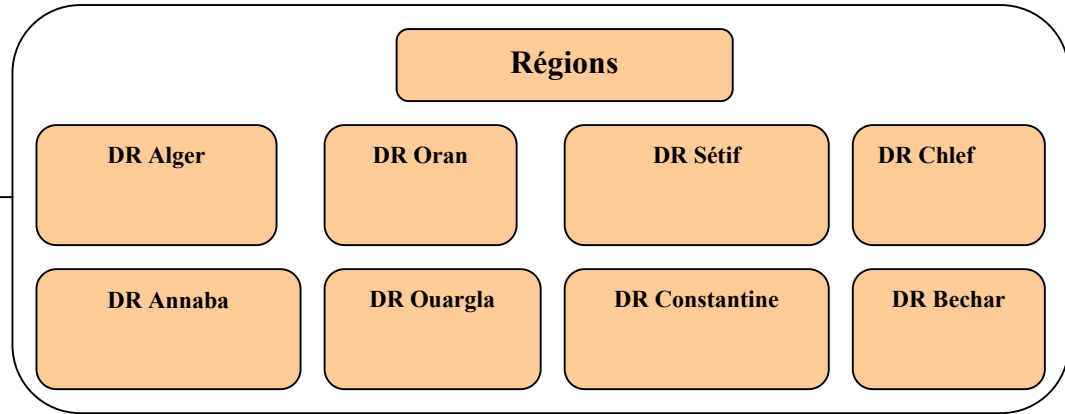 Régions
DR Alger
DR Oran
DR Sétif
DR Chlef
DR Annaba
DR Ouargla
DR Constantine
DR Bechar